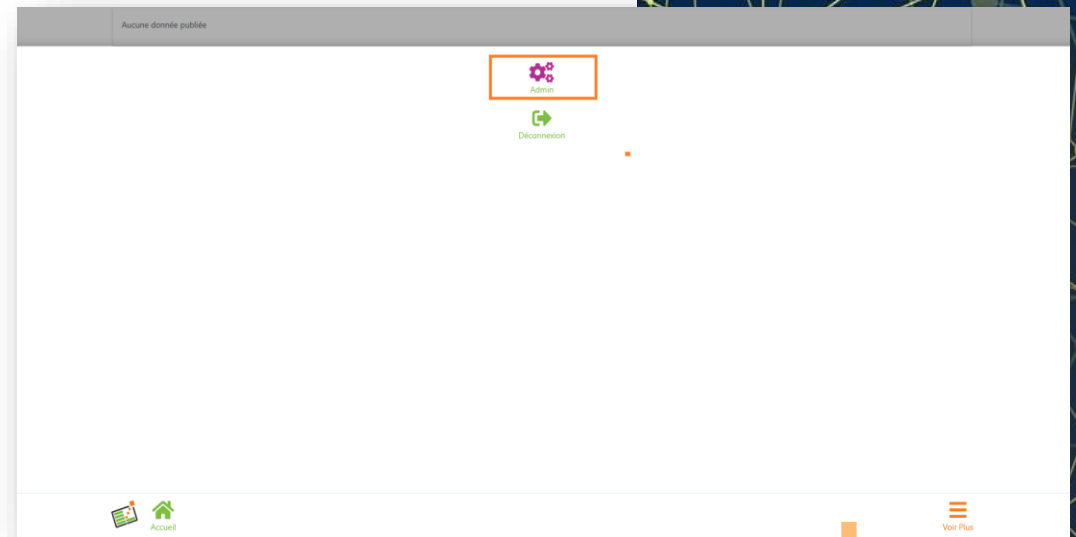 Aucune donnée publiée
Admin
Déconnexion
Accueil
Voir Plus